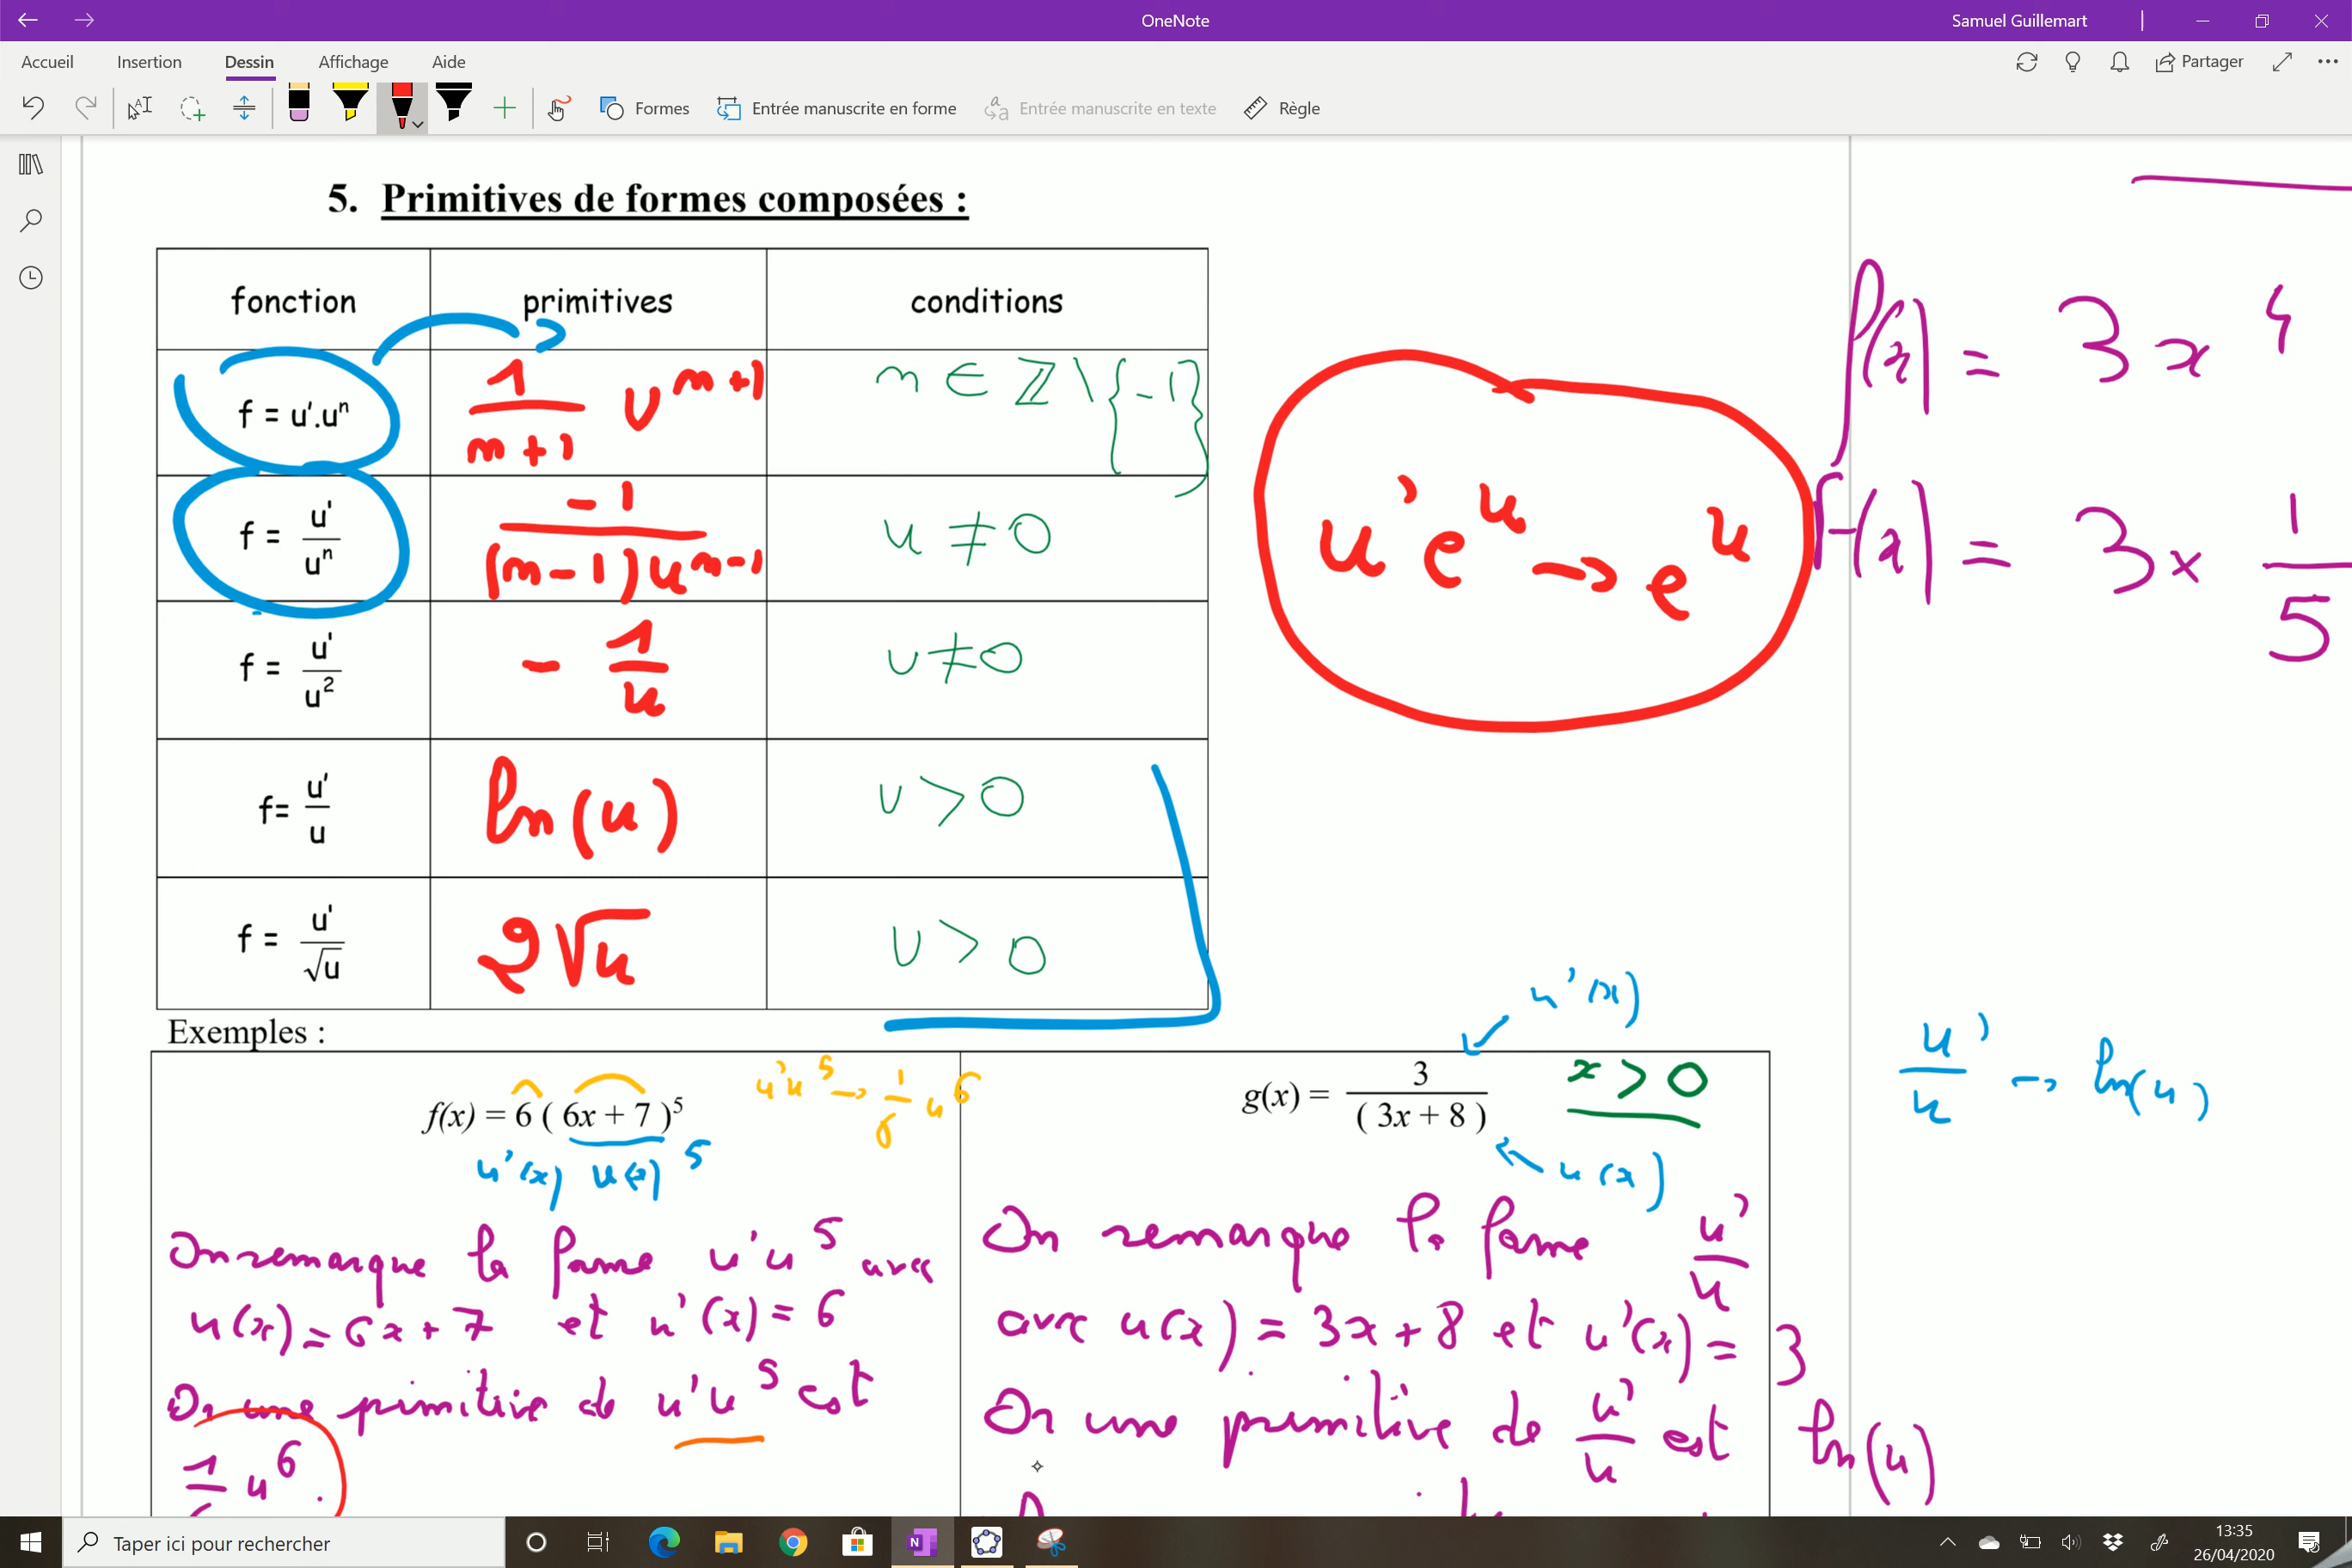 OneNote
Samuel Guillemart
Accueil Insertion Dessin Affichage Aide
Partager
Formes Entrée manuscrite en forme Entrée manuscrite en texte Règle
5. Primitives de formes composées :
fonction primitives conditions
f = u'.uⁿ 1/(n+1) u^(n+1) n ∈ ℤ\{-1}
f = u'/uⁿ -1/((n-1)u^(n-1)) u ≠ 0
f = u'/u² - 1/u u ≠ 0
f= u'/u ln(u) u > 0
f = u'/√u 2√u u > 0
u'e^u → e^u
f(x) = 3x⁴
F(x) = 3× 1/5
Exemples :
f(x) = 6 ( 6x + 7 )⁵
u'u⁵ → 1/6 u⁶
u'(x) u(x) 5
On remarque la forme u'u⁵ avec
u(x) = 6x + 7 et u'(x) = 6
Or une primitive de u'u⁵ est
1/6 u⁶.
u'(x)
g(x) = 3/( 3x + 8 ) x > 0
u(x)
u'/u → ln(u)
On remarque la forme u'/u
avec u(x) = 3x + 8 et u'(x) = 3
Or une primitive de u'/u est ln(u)
Taper ici pour rechercher
13:35
26/04/2020